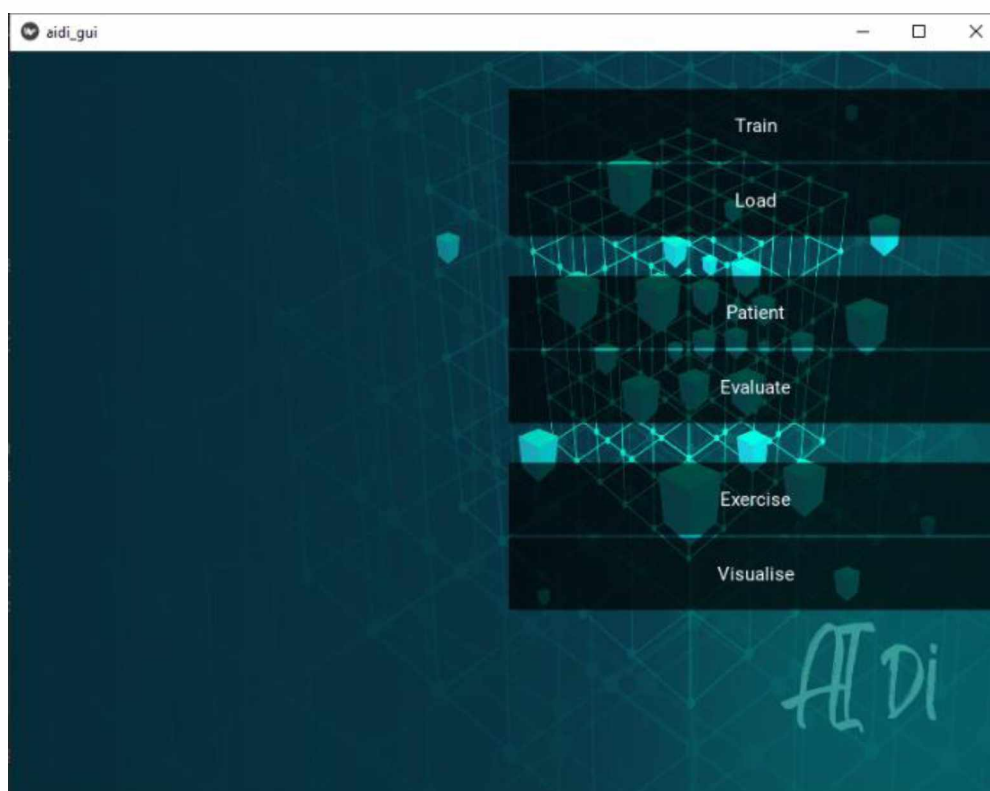 aidi_gui
Train
Load
Patient
Evaluate
Exercise
Visualise
AI Di